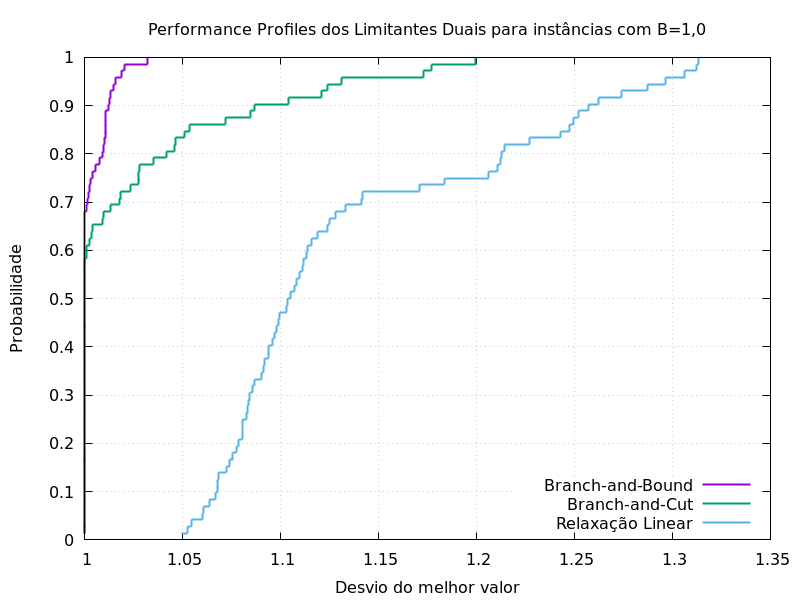 Performance Profiles dos Limitantes Duais para instâncias com B=1,0
1
0.9
0.8
0.7
0.6
0.5
0.4
0.3
0.2
0.1
0
Probabilidade
Branch-and-Bound
Branch-and-Cut
Relaxação Linear
1 1.05 1.1 1.15 1.2 1.25 1.3 1.35
Desvio do melhor valor